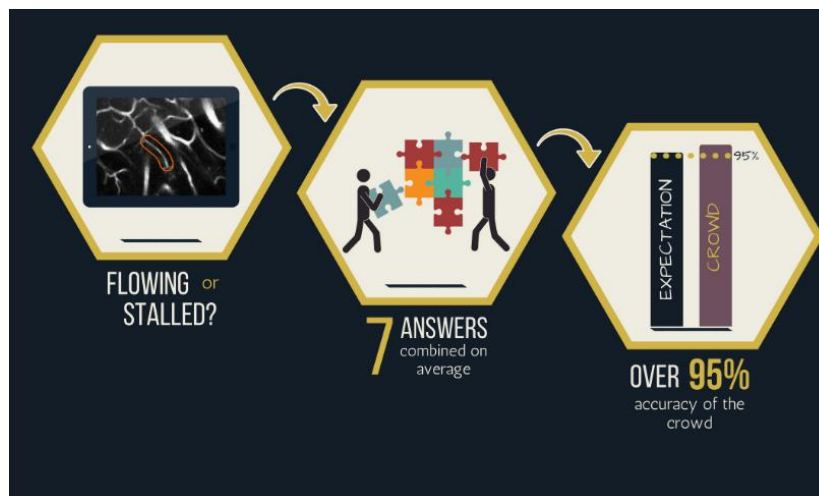 FLOWING or
STALLED?
7 ANSWERS
combined on
average
EXPECTATION
CROWD
95%
OVER 95%
accuracy of the
crowd